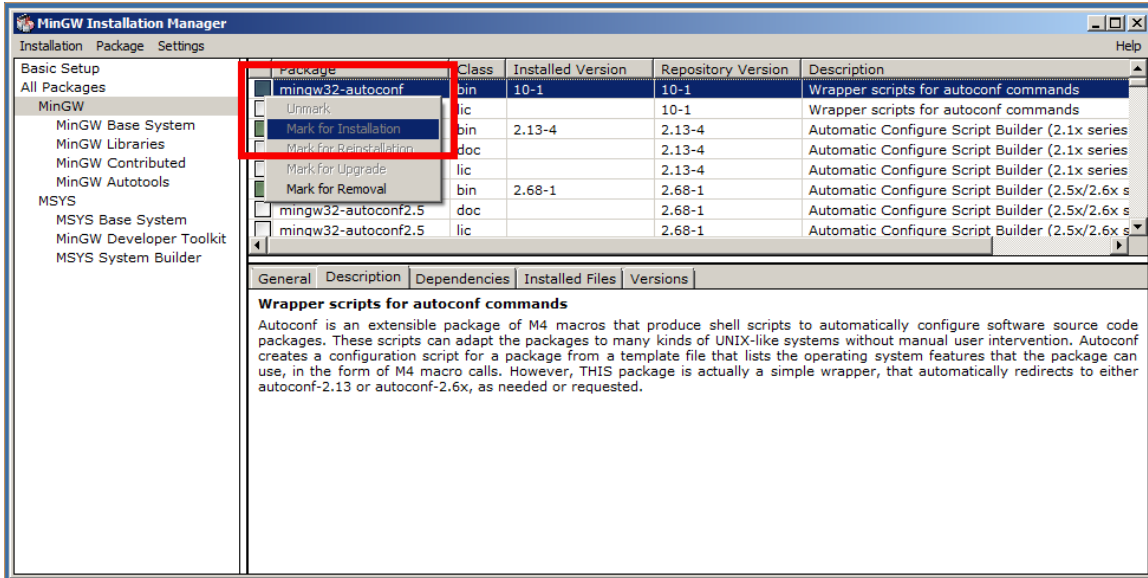 MinGW Installation Manager
Installation Package Settings Help
Basic Setup
All Packages
MinGW
MinGW Base System
MinGW Libraries
MinGW Contributed
MinGW Autotools
MSYS
MSYS Base System
MinGW Developer Toolkit
MSYS System Builder
Package Class Installed Version Repository Version Description
mingw32-autoconf bin 10-1 10-1 Wrapper scripts for autoconf commands
lic 10-1 Wrapper scripts for autoconf commands
bin 2.13-4 2.13-4 Automatic Configure Script Builder (2.1x series
doc 2.13-4 Automatic Configure Script Builder (2.1x series
lic 2.13-4 Automatic Configure Script Builder (2.1x series
bin 2.68-1 2.68-1 Automatic Configure Script Builder (2.5x/2.6x s
mingw32-autoconf2.5 doc 2.68-1 Automatic Configure Script Builder (2.5x/2.6x s
mingw32-autoconf2.5 lic 2.68-1 Automatic Configure Script Builder (2.5x/2.6x s
Unmark
Mark for Installation
Mark for Reinstallation
Mark for Upgrade
Mark for Removal
General Description Dependencies Installed Files Versions
Wrapper scripts for autoconf commands
Autoconf is an extensible package of M4 macros that produce shell scripts to automatically configure software source code
packages. These scripts can adapt the packages to many kinds of UNIX-like systems without manual user intervention. Autoconf
creates a configuration script for a package from a template file that lists the operating system features that the package can
use, in the form of M4 macro calls. However, THIS package is actually a simple wrapper, that automatically redirects to either
autoconf-2.13 or autoconf-2.6x, as needed or requested.